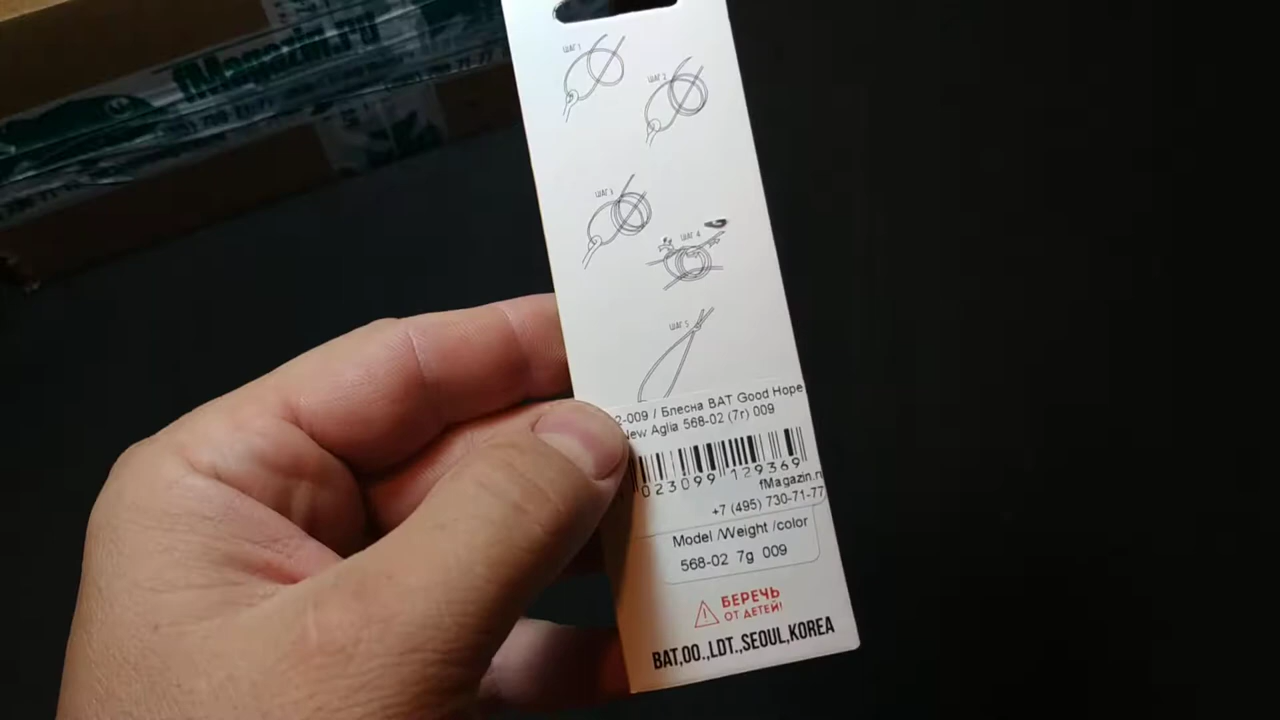 fMagazin.ru
ШАГ 1
ШАГ 2
ШАГ 3
ШАГ 4
ШАГ 5
2-009 / Блесна BAT Good Hope
New Aglia 568-02 (7г) 009
023099 129369
fMagazin.r
+7 (495) 730-71-77
Model /Weight /color
568-02 7g 009
БЕРЕЧЬ
ОТ ДЕТЕЙ!
BAT,OO.,LDT.,SEOUL,KOREA